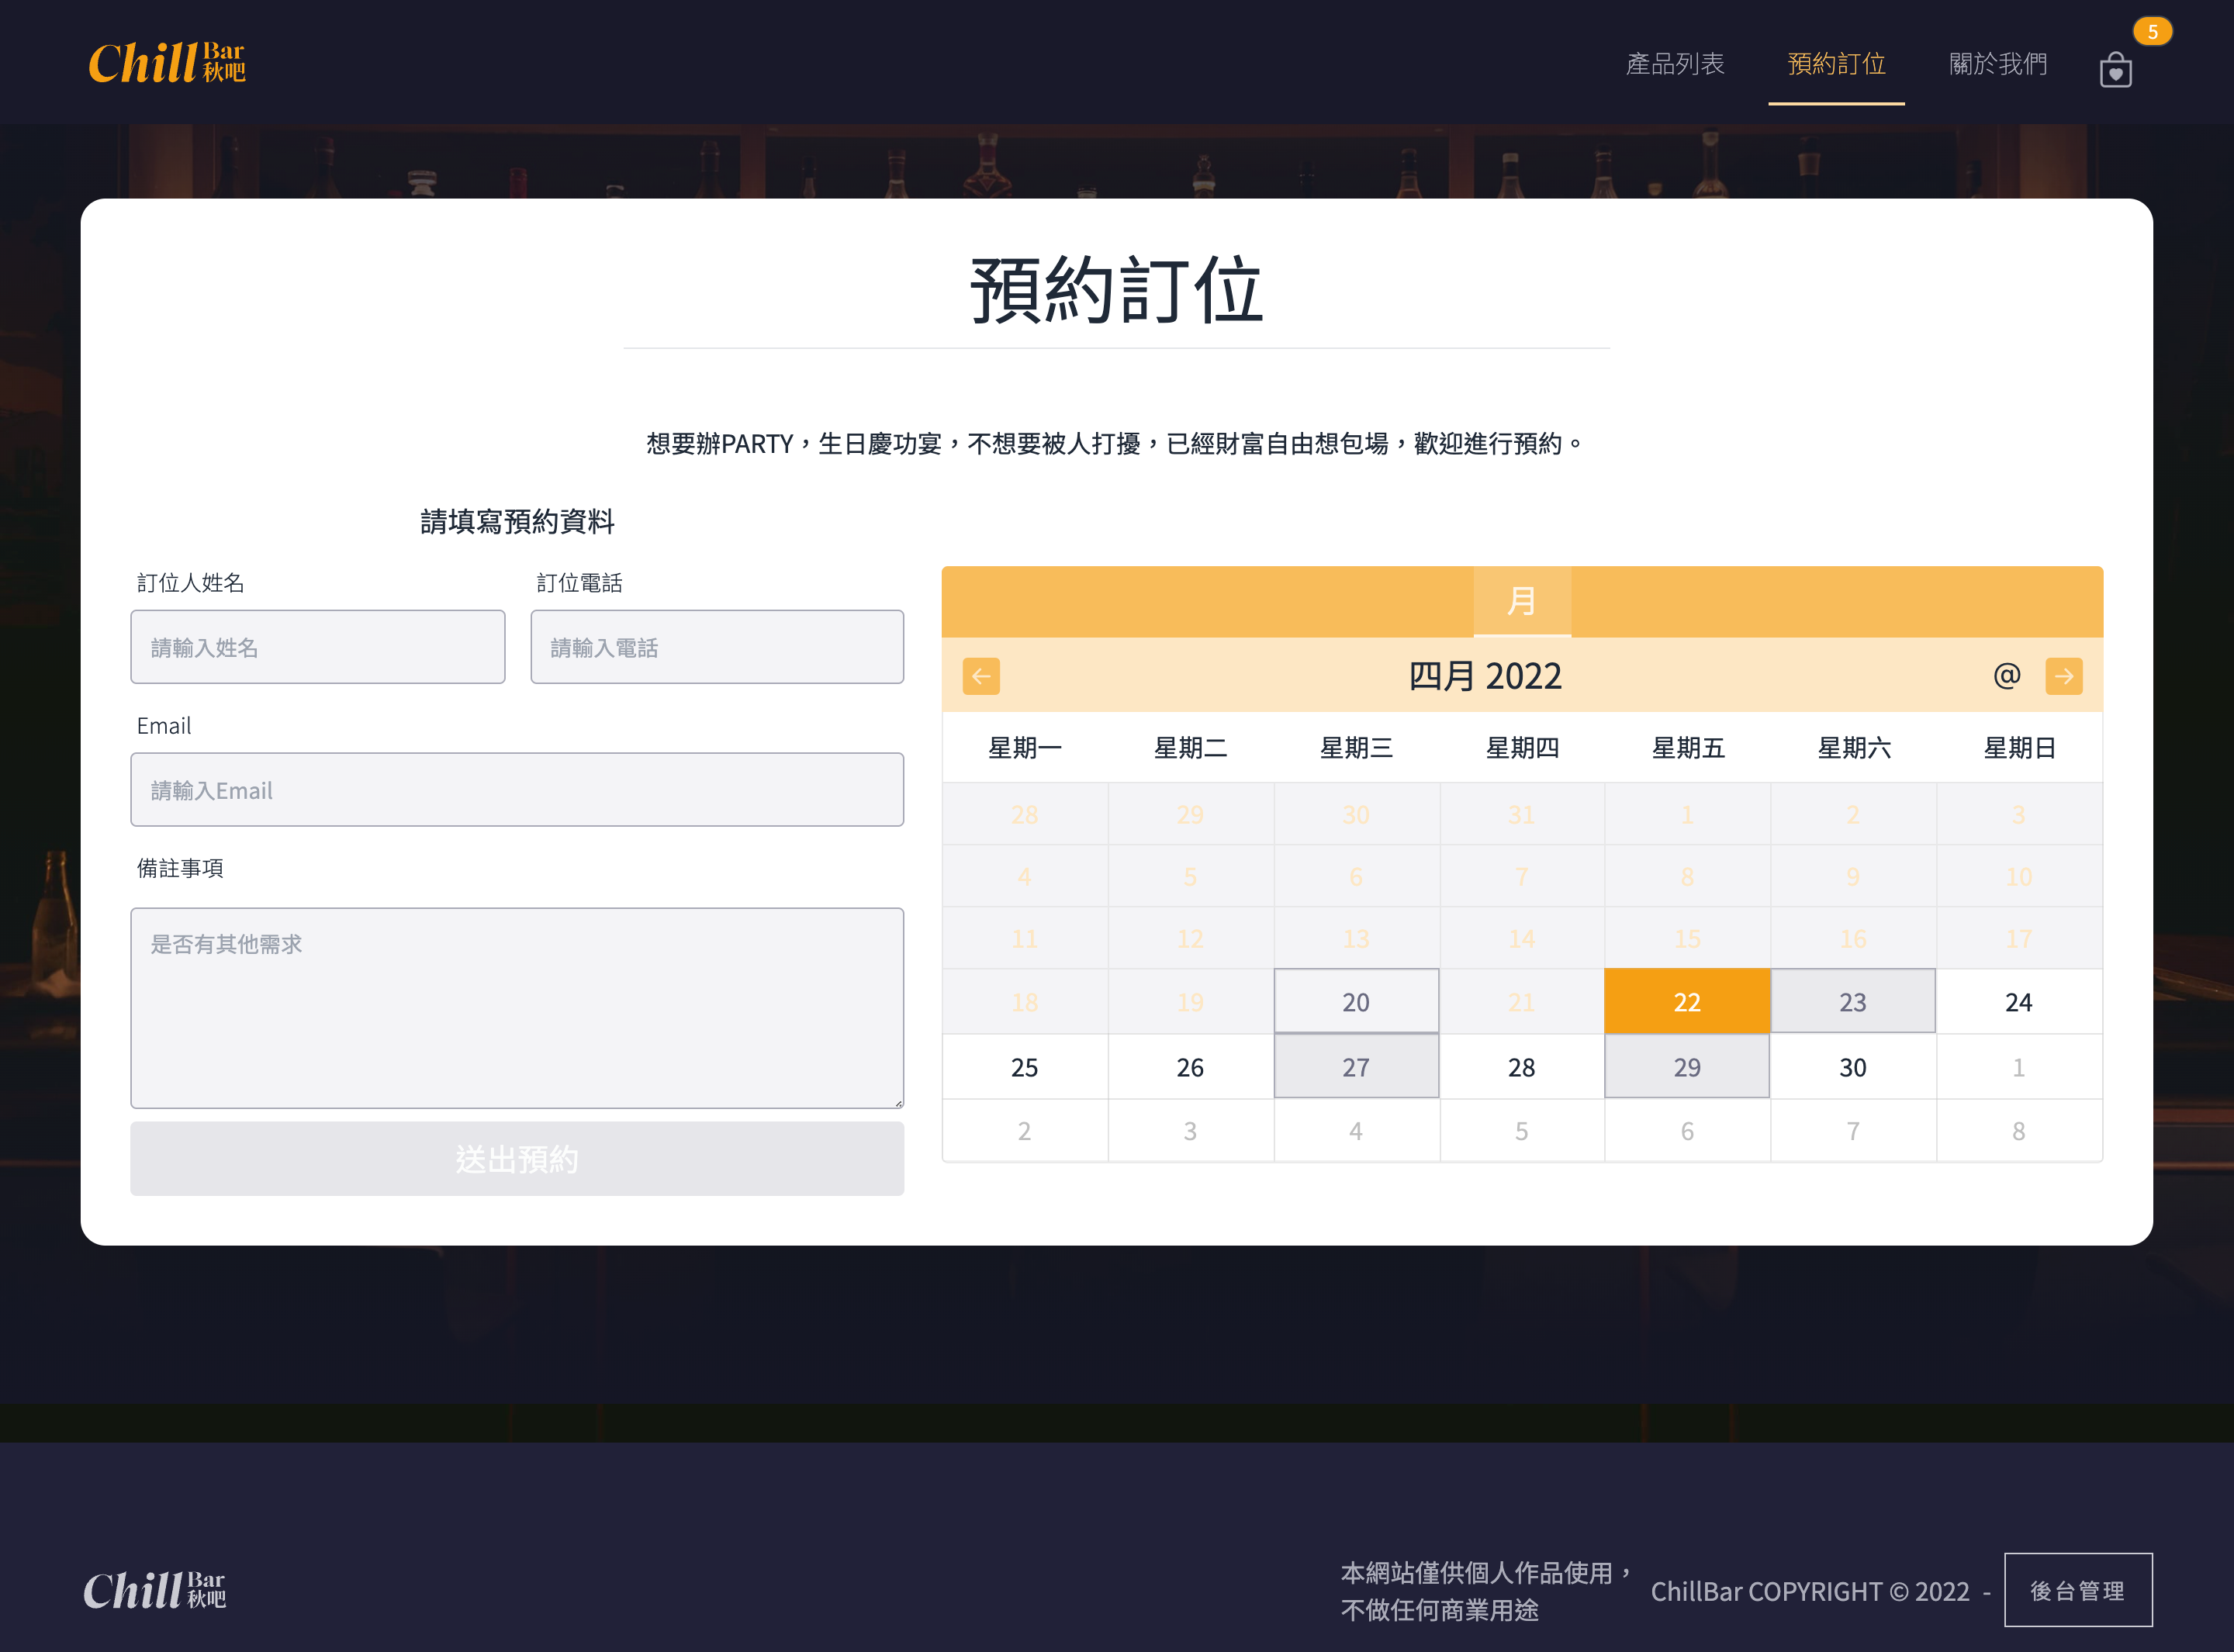 Chill Bar 秋吧
產品列表 預約訂位 關於我們 5
預約訂位
想要辦PARTY，生日慶功宴，不想要被人打擾，已經財富自由想包場，歡迎進行預約。
請填寫預約資料
訂位人姓名 訂位電話
請輸入姓名 請輸入電話
Email
請輸入Email
備註事項
是否有其他需求
送出預約
月
← 四月 2022 @ →
星期一 星期二 星期三 星期四 星期五 星期六 星期日
28 29 30 31 1 2 3
4 5 6 7 8 9 10
11 12 13 14 15 16 17
18 19 20 21 22 23 24
25 26 27 28 29 30 1
2 3 4 5 6 7 8
Chill Bar 秋吧
本網站僅供個人作品使用，
不做任何商業用途
ChillBar COPYRIGHT © 2022 - 後台管理